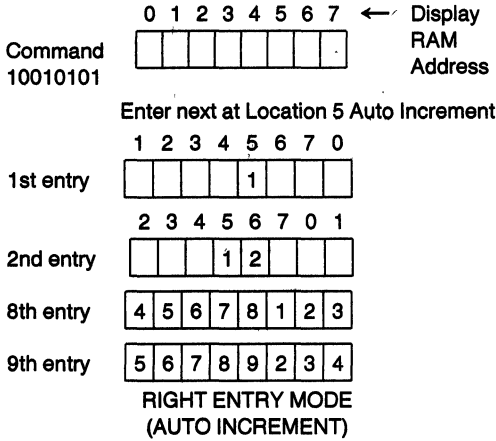 0 1 2 3 4 5 6 7 ← Display
RAM
Address
Command
10010101
Enter next at Location 5 Auto Increment
1 2 3 4 5 6 7 0
1st entry 1
2 3 4 5 6 7 0 1
2nd entry 1 2
8th entry 4 5 6 7 8 1 2 3
9th entry 5 6 7 8 9 2 3 4
RIGHT ENTRY MODE
(AUTO INCREMENT)